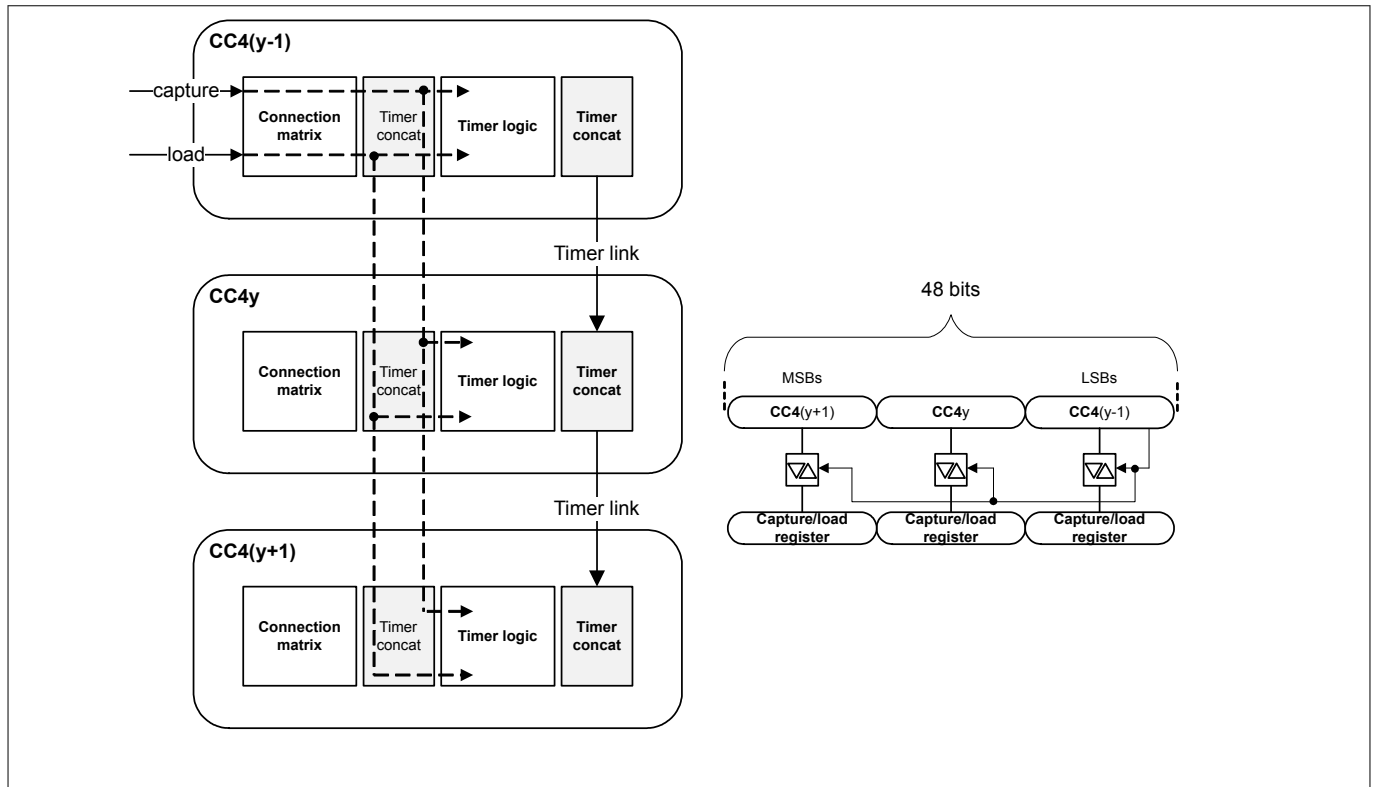 CC4(y-1)
capture
load
Connection
matrix
Timer
concat
Timer logic
Timer
concat
Timer link
CC4y
Connection
matrix
Timer
concat
Timer logic
Timer
concat
Timer link
CC4(y+1)
Connection
matrix
Timer
concat
Timer logic
Timer
concat
48 bits
MSBs
LSBs
CC4(y+1)
CC4y
CC4(y-1)
Capture/load
register
Capture/load
register
Capture/load
register